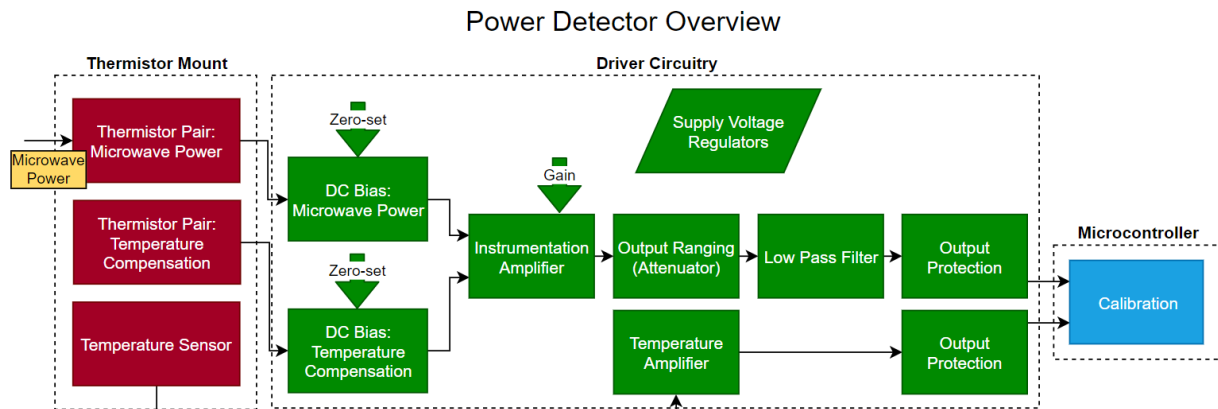 Power Detector Overview
Thermistor Mount
Driver Circuitry
Thermistor Pair:
Microwave Power
Microwave
Power
Thermistor Pair:
Temperature
Compensation
Temperature Sensor
Zero-set
DC Bias:
Microwave Power
Zero-set
DC Bias:
Temperature
Compensation
Supply Voltage
Regulators
Gain
Instrumentation
Amplifier
Output Ranging
(Attenuator)
Low Pass Filter
Output
Protection
Temperature
Amplifier
Output
Protection
Microcontroller
Calibration